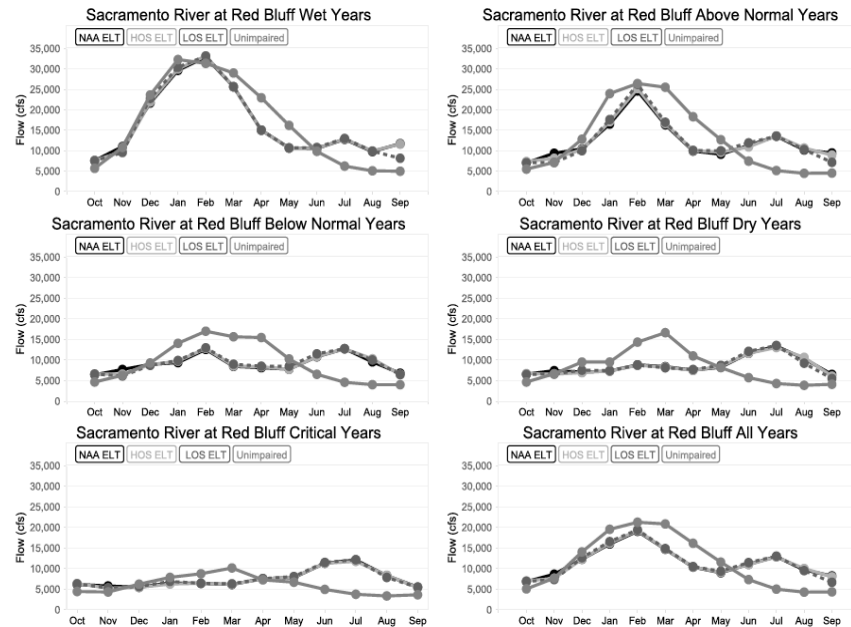 Sacramento River at Red Bluff Wet Years
NAA ELT HOS ELT LOS ELT Unimpaired
Flow (cfs)
35,000
30,000
25,000
20,000
15,000
10,000
5,000
0
Oct Nov Dec Jan Feb Mar Apr May Jun Jul Aug Sep
Sacramento River at Red Bluff Above Normal Years
NAA ELT HOS ELT LOS ELT Unimpaired
Flow (cfs)
35,000
30,000
25,000
20,000
15,000
10,000
5,000
0
Oct Nov Dec Jan Feb Mar Apr May Jun Jul Aug Sep
Sacramento River at Red Bluff Below Normal Years
NAA ELT HOS ELT LOS ELT Unimpaired
Flow (cfs)
35,000
30,000
25,000
20,000
15,000
10,000
5,000
0
Oct Nov Dec Jan Feb Mar Apr May Jun Jul Aug Sep
Sacramento River at Red Bluff Dry Years
NAA ELT HOS ELT LOS ELT Unimpaired
Flow (cfs)
35,000
30,000
25,000
20,000
15,000
10,000
5,000
0
Oct Nov Dec Jan Feb Mar Apr May Jun Jul Aug Sep
Sacramento River at Red Bluff Critical Years
NAA ELT HOS ELT LOS ELT Unimpaired
Flow (cfs)
35,000
30,000
25,000
20,000
15,000
10,000
5,000
0
Oct Nov Dec Jan Feb Mar Apr May Jun Jul Aug Sep
Sacramento River at Red Bluff All Years
NAA ELT HOS ELT LOS ELT Unimpaired
Flow (cfs)
35,000
30,000
25,000
20,000
15,000
10,000
5,000
0
Oct Nov Dec Jan Feb Mar Apr May Jun Jul Aug Sep